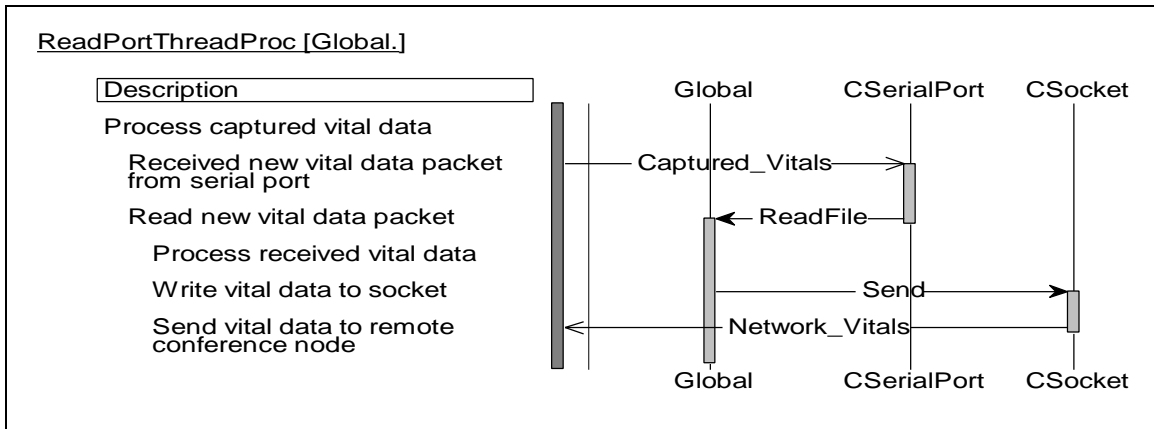 ReadPortThreadProc [Global.]
Description
Global
CSerialPort
CSocket
Process captured vital data
Received new vital data packet
from serial port
Captured_Vitals
Read new vital data packet
ReadFile
Process received vital data
Write vital data to socket
Send
Send vital data to remote
conference node
Network_Vitals
Global
CSerialPort
CSocket